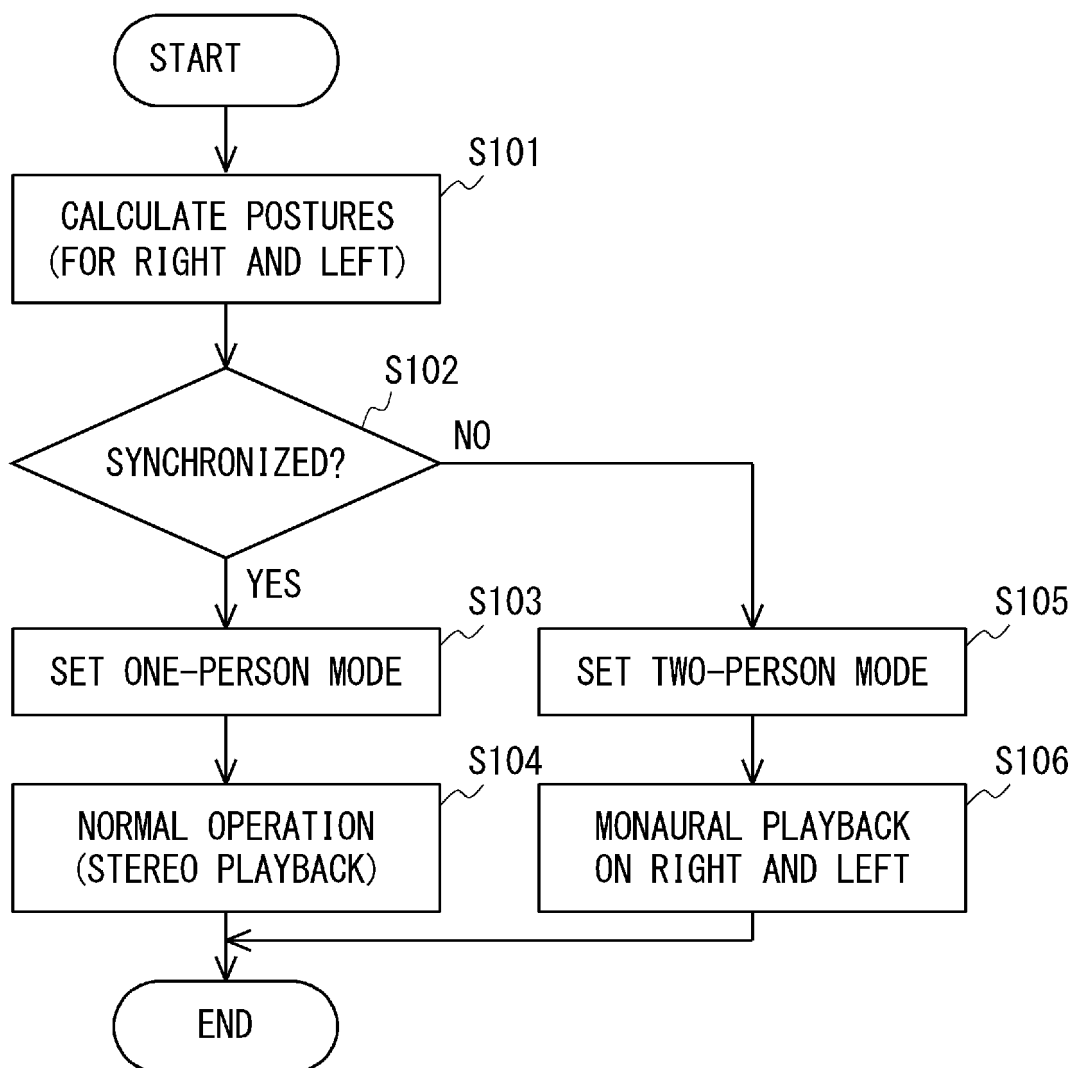 START
S101
CALCULATE POSTURES
(FOR RIGHT AND LEFT)
S102
SYNCHRONIZED?
NO
YES
S103
SET ONE-PERSON MODE
S105
SET TWO-PERSON MODE
S104
NORMAL OPERATION
(STEREO PLAYBACK)
S106
MONAURAL PLAYBACK
ON RIGHT AND LEFT
END